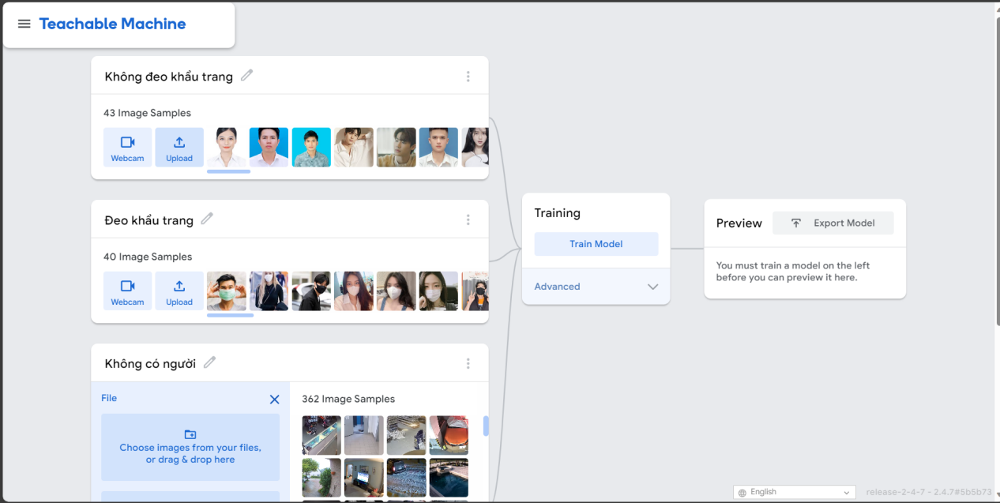 Teachable Machine
Không đeo khẩu trang
43 Image Samples
Webcam
Upload
Đeo khẩu trang
40 Image Samples
Webcam
Upload
Không có người
File
Choose images from your files,
or drag & drop here
362 Image Samples
Training
Train Model
Advanced
Preview
Export Model
You must train a model on the left
before you can preview it here.
English
release-2-4-7 - 2.4.7#5b5b73